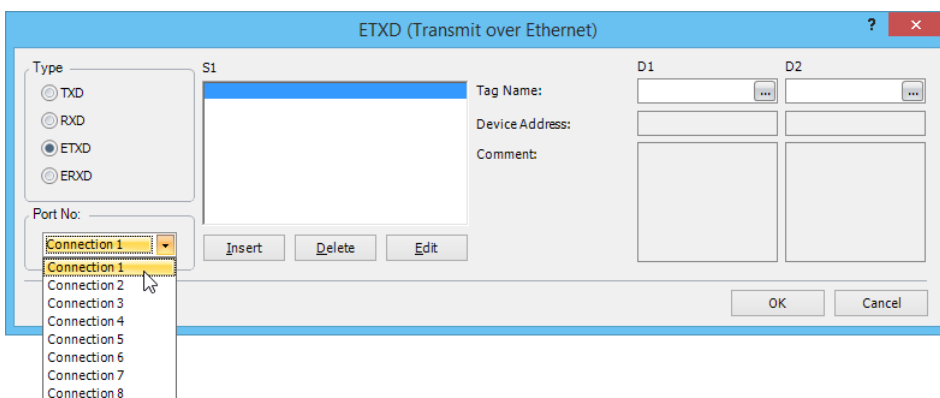 ETXD (Transmit over Ethernet)
?
Type
TXD
RXD
ETXD
ERXD
Port No:
Connection 1
Connection 1
Connection 2
Connection 3
Connection 4
Connection 5
Connection 6
Connection 7
Connection 8
S1
Insert Delete Edit
D1 D2
Tag Name: ... ...
Device Address:
Comment:
OK Cancel